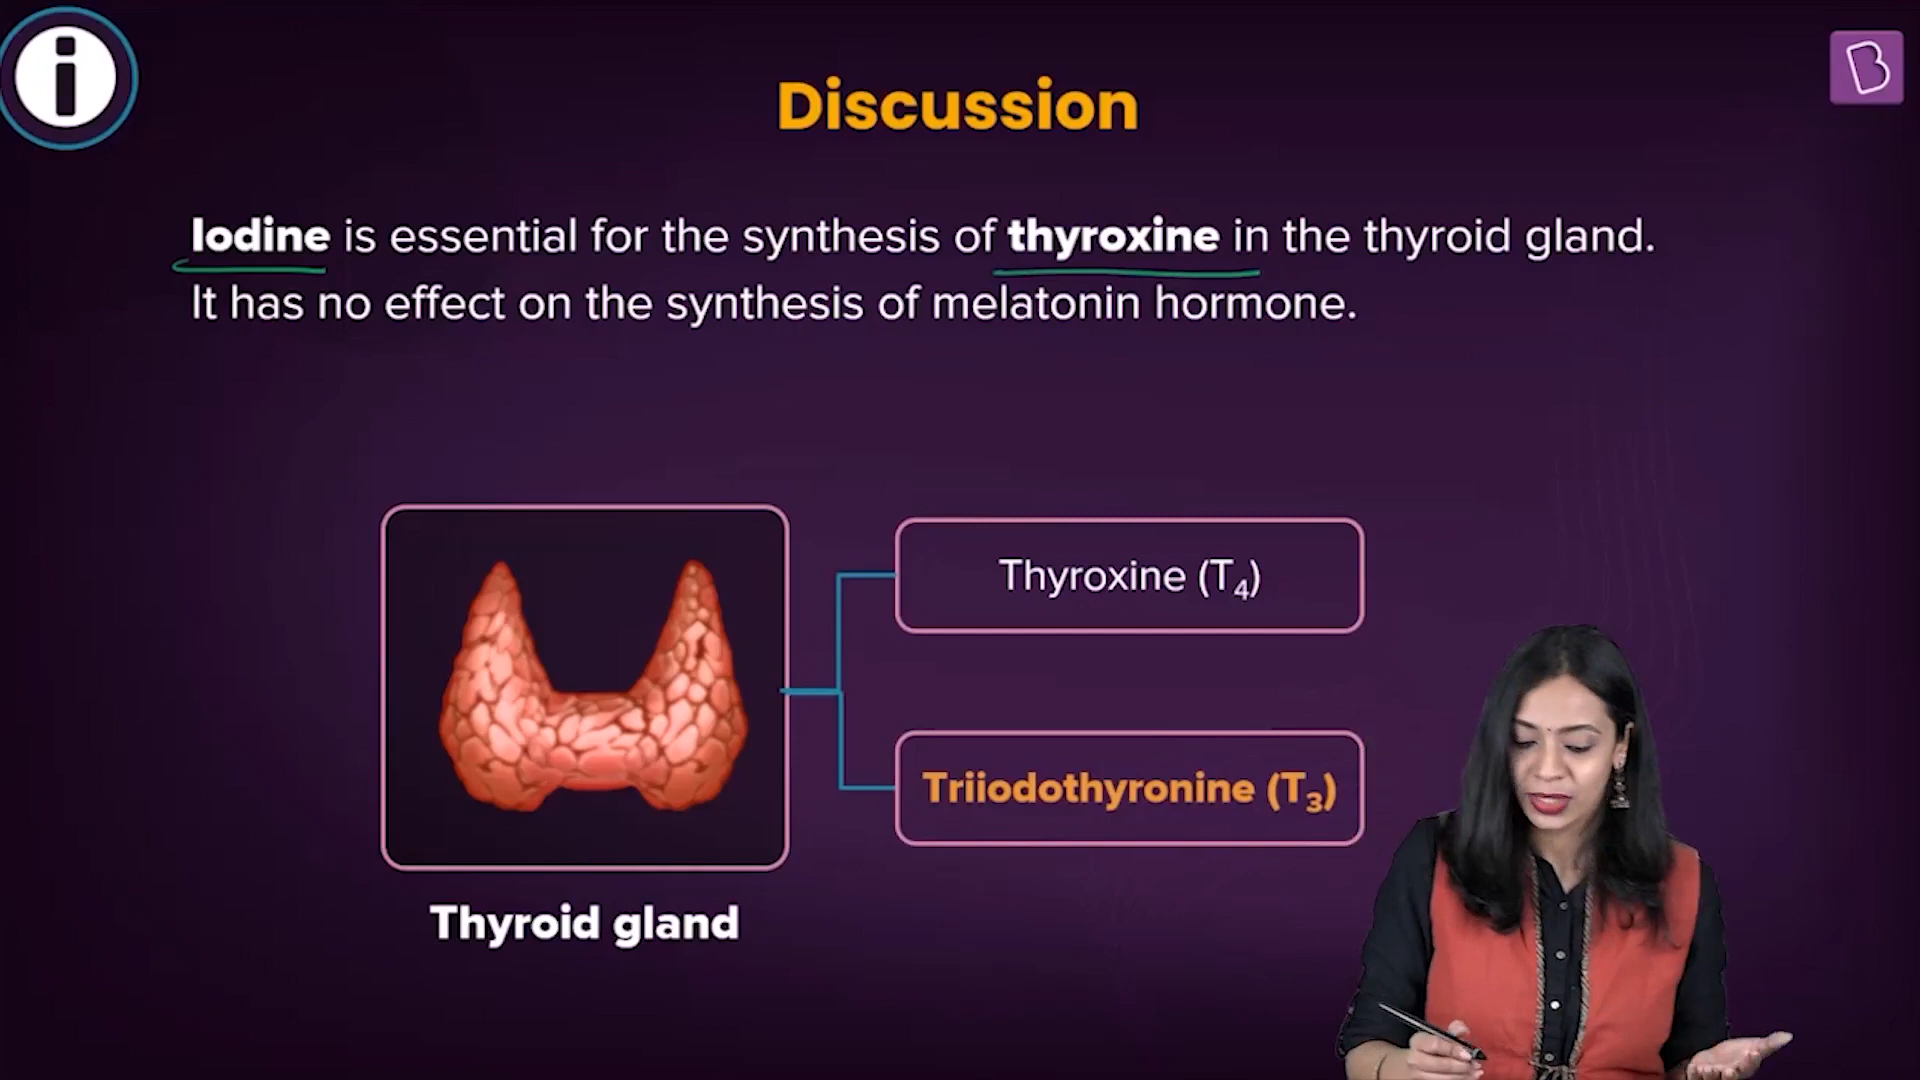 i
B
Discussion
Iodine is essential for the synthesis of thyroxine in the thyroid gland.
It has no effect on the synthesis of melatonin hormone.
Thyroxine (T₄)
Triiodothyronine (T₃)
Thyroid gland